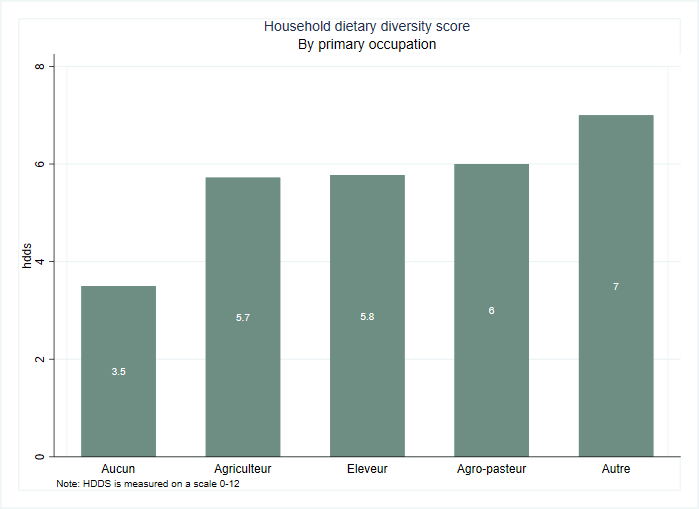 Household dietary diversity score
By primary occupation
hdds
8
6
4
2
0
3.5
5.7
5.8
6
7
Aucun
Agriculteur
Eleveur
Agro-pasteur
Autre
Note: HDDS is measured on a scale 0-12